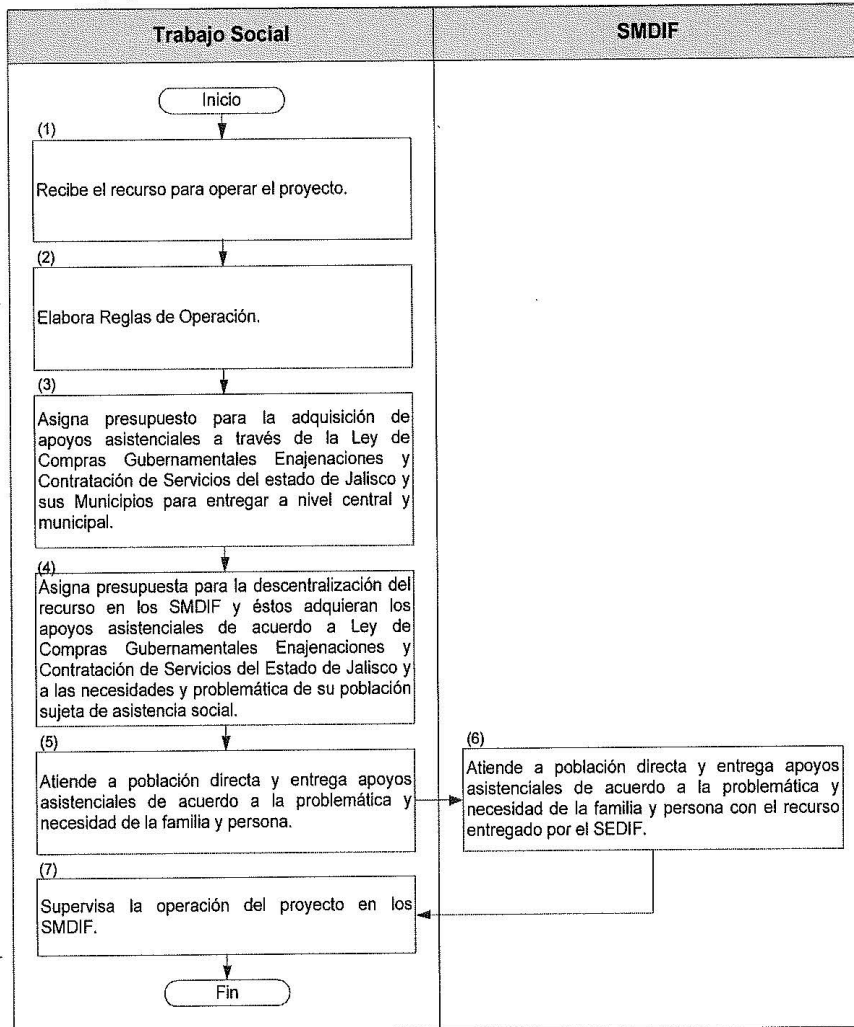 Trabajo Social
SMDIF
Inicio
(1)
Recibe el recurso para operar el proyecto.
(2)
Elabora Reglas de Operación.
(3)
Asigna presupuesto para la adquisición de
apoyos asistenciales a través de la Ley de
Compras Gubernamentales Enajenaciones y
Contratación de Servicios del estado de Jalisco y
sus Municipios para entregar a nivel central y
municipal.
(4)
Asigna presupuesta para la descentralización del
recurso en los SMDIF y éstos adquieran los
apoyos asistenciales de acuerdo a Ley de
Compras Gubernamentales Enajenaciones y
Contratación de Servicios del Estado de Jalisco y
a las necesidades y problemática de su población
sujeta de asistencia social.
(5)
Atiende a población directa y entrega apoyos
asistenciales de acuerdo a la problemática y
necesidad de la familia y persona.
(6)
Atiende a población directa y entrega apoyos
asistenciales de acuerdo a la problemática y
necesidad de la familia y persona con el recurso
entregado por el SEDIF.
(7)
Supervisa la operación del proyecto en los
SMDIF.
Fin